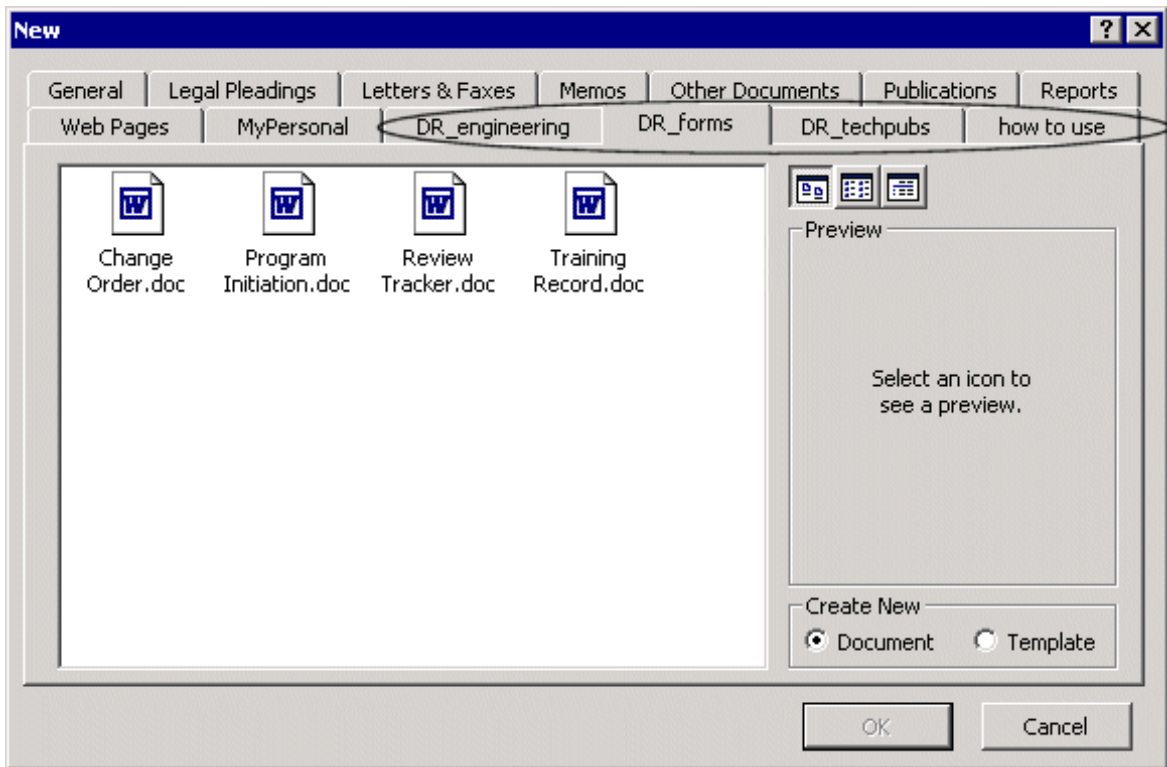 New
General Legal Pleadings Letters & Faxes Memos Other Documents Publications Reports
Web Pages MyPersonal DR_engineering DR_forms DR_techpubs how to use
Change Order.doc
Program Initiation.doc
Review Tracker.doc
Training Record.doc
Preview
Select an icon to
see a preview.
Create New
Document Template
OK Cancel